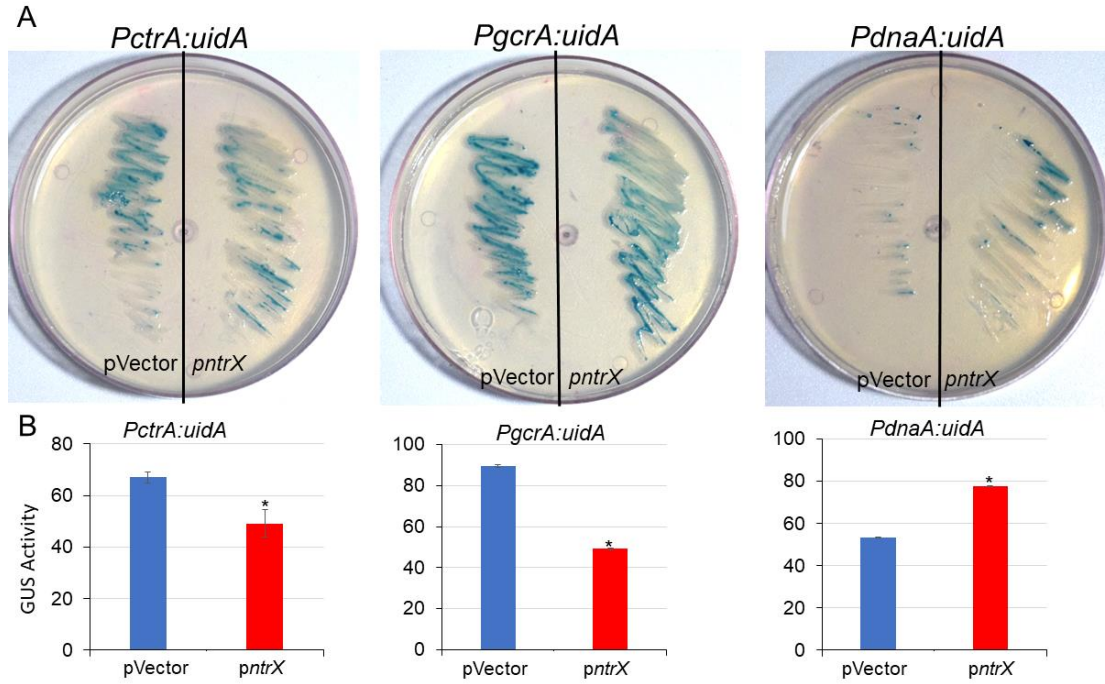 A
PctrA:uidA
PgcrA:uidA
PdnaA:uidA
pVector pntrX
pVector pntrX
pVector pntrX
B
PctrA:uidA
PgcrA:uidA
PdnaA:uidA
GUS Activity
80
60
40
20
0
*
pVector pntrX
100
80
60
40
20
0
*
pVector pntrX
100
80
60
40
20
0
*
pVector pntrX